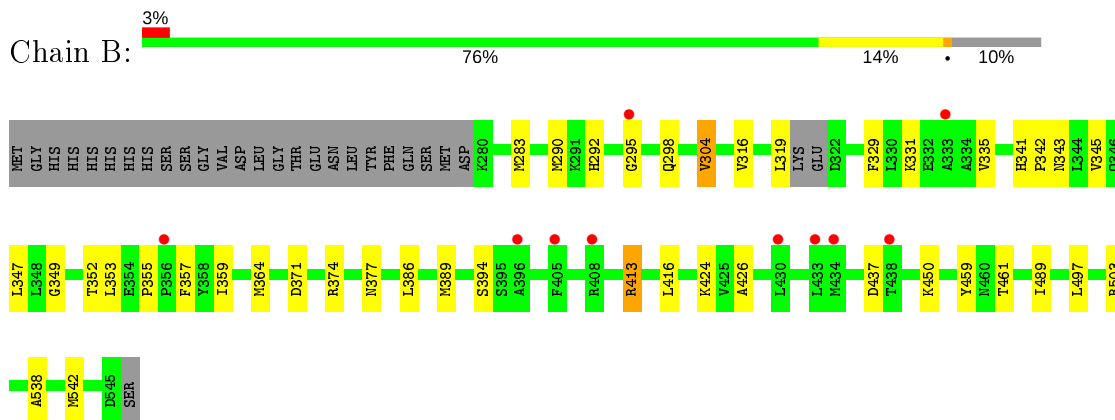 3%
Chain B:
76% 14% • 10%
MET GLY HIS HIS HIS HIS HIS HIS SER SER GLY VAL ASP LEU GLY THR GLU ASN LEU TYR PHE GLN SER MET ASP K280 M283 M290 K291 H292 G295 Q298 V304 V316 L319 LYS GLU D322 F329 L330 K331 E332 A333 A334 V335 H341 P342 N343 L344 V345
L347 L348 G349 T352 L353 E354 P355 P356 F357 Y358 I359 M364 D371 R374 N377 L386 M389 S394 S395 A396 F405 R408 R413 L416 K424 V425 A426 L430 L433 M434 D437 T438 K450 Y459 N460 T461 I489 L497
A538 M542 D545 SER